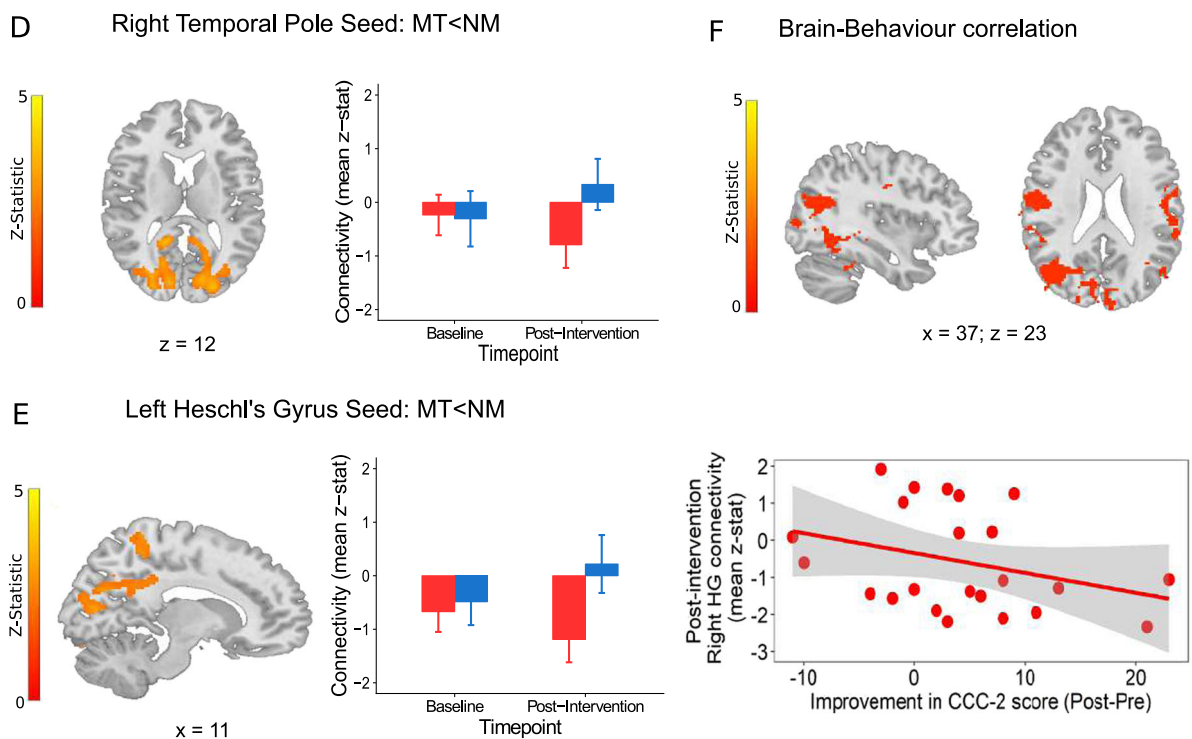 D Right Temporal Pole Seed: MT<NM
5
Z-Statistic
0
z = 12
Connectivity (mean z-stat)
2
1
0
-1
-2
Baseline Post-Intervention
Timepoint
E Left Heschl's Gyrus Seed: MT<NM
5
Z-Statistic
0
x = 11
Connectivity (mean z-stat)
2
1
0
-1
-2
Baseline Post-Intervention
Timepoint
F Brain-Behaviour correlation
5
Z-Statistic
0
x = 37; z = 23
Post-intervention
Right HG connectivity
(mean z-stat)
2
1
0
-1
-2
-3
-10 0 10 20
Improvement in CCC-2 score (Post-Pre)